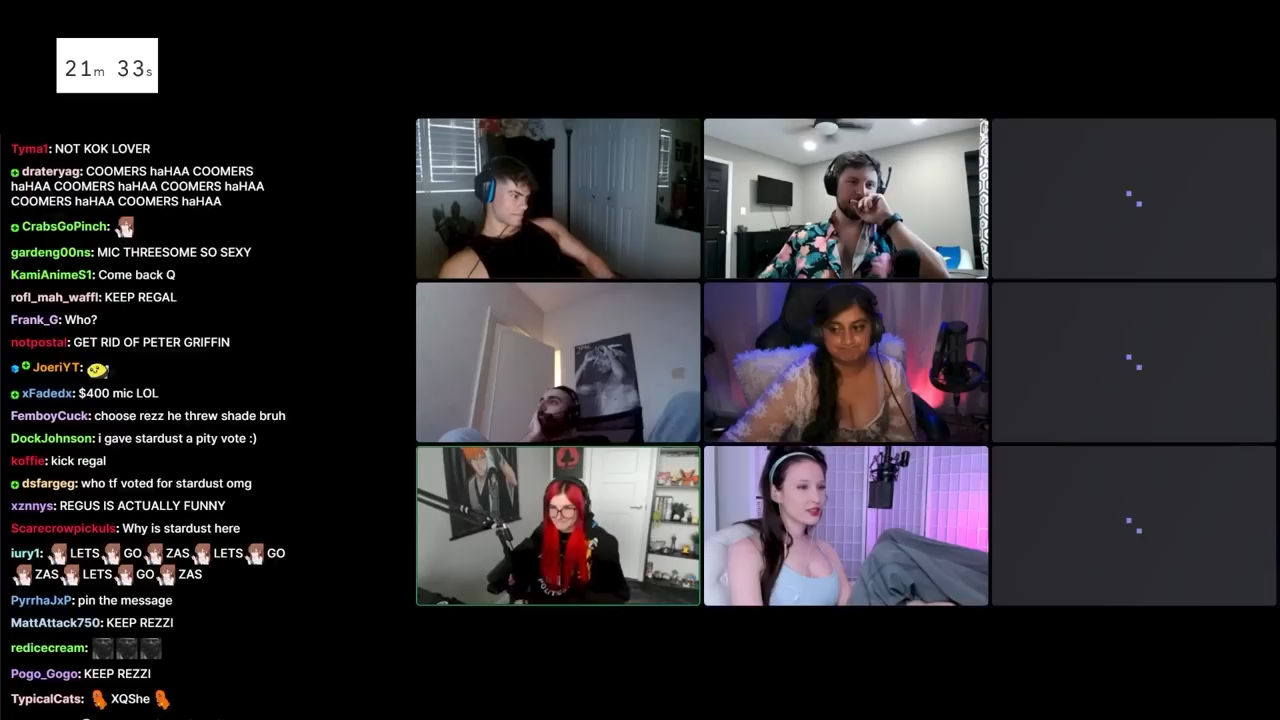 21m 33s
Tyma1: NOT KOK LOVER
drateryag: COOMERS haHAA COOMERS
haHAA COOMERS haHAA COOMERS haHAA
COOMERS haHAA COOMERS haHAA
CrabsGoPinch:
gardeng00ns: MIC THREESOME SO SEXY
KamiAnimeS1: Come back Q
rofl_mah_waffl: KEEP REGAL
Frank_G: Who?
notpostal: GET RID OF PETER GRIFFIN
JoeriYT:
xFadedx: $400 mic LOL
FemboyCuck: choose rezz he threw shade bruh
DockJohnson: i gave stardust a pity vote :)
koffie: kick regal
dsfargeg: who tf voted for stardust omg
xznnys: REGUS IS ACTUALLY FUNNY
Scarecrowpickuls: Why is stardust here
iury1: LETS GO ZAS LETS GO
ZAS LETS GO ZAS
PyrrhaJxP: pin the message
MattAttack750: KEEP REZZI
redicecream:
Pogo_Gogo: KEEP REZZI
TypicalCats: XQShe